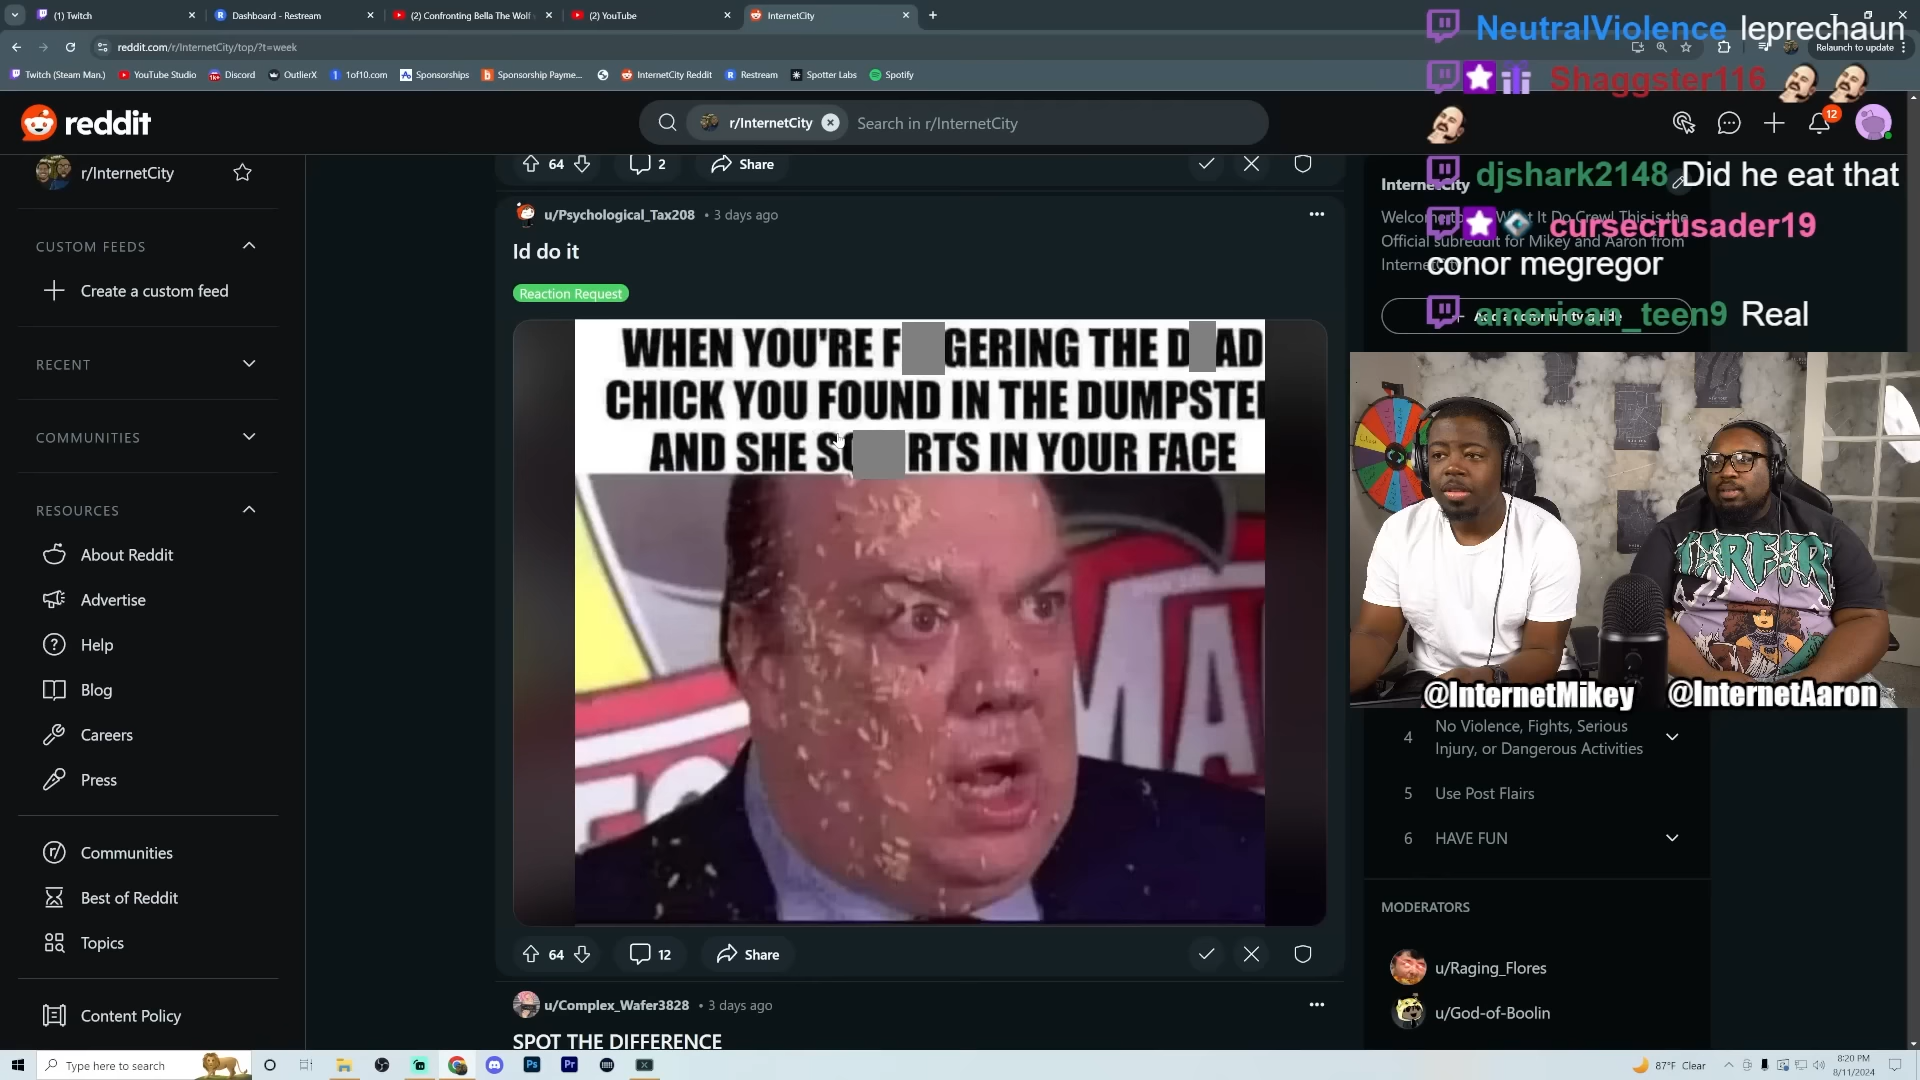 (1) Twitch
Dashboard - Restream
(2) Confronting Bella The Wolf
(2) YouTube
InternetCity
reddit.com/r/InternetCity/top/?t=week
Relaunch to update
Twitch (Steam Man.)
YouTube Studio
Discord
OutlierX
1of10.com
Sponsorships
Sponsorship Payme...
InternetCity Reddit
Restream
Spotter Labs
Spotify
NeutralViolence leprechaun
Shaggster116
djshark2148 Did he eat that
cursecrusader19
conor megregor
american_teen9 Real
reddit
r/InternetCity
Search in r/InternetCity
12
r/InternetCity
CUSTOM FEEDS
Create a custom feed
RECENT
COMMUNITIES
RESOURCES
About Reddit
Advertise
Help
Blog
Careers
Press
Communities
Best of Reddit
Topics
Content Policy
64
2
Share
u/Psychological_Tax208 • 3 days ago
Id do it
Reaction Request
WHEN YOU'RE F GERING THE D AD
CHICK YOU FOUND IN THE DUMPSTE
AND SHE S RTS IN YOUR FACE
64
12
Share
u/Complex_Wafer3828 • 3 days ago
SPOT THE DIFFERENCE
It Do Crew! This is the
Official subreddit for Mikey and Aaron from
Add a community guide
@InternetMikey
@InternetAaron
4
No Violence, Fights, Serious
Injury, or Dangerous Activities
5
Use Post Flairs
6
HAVE FUN
MODERATORS
u/Raging_Flores
u/God-of-Boolin
Type here to search
87°F Clear
8:20 PM
8/11/2024